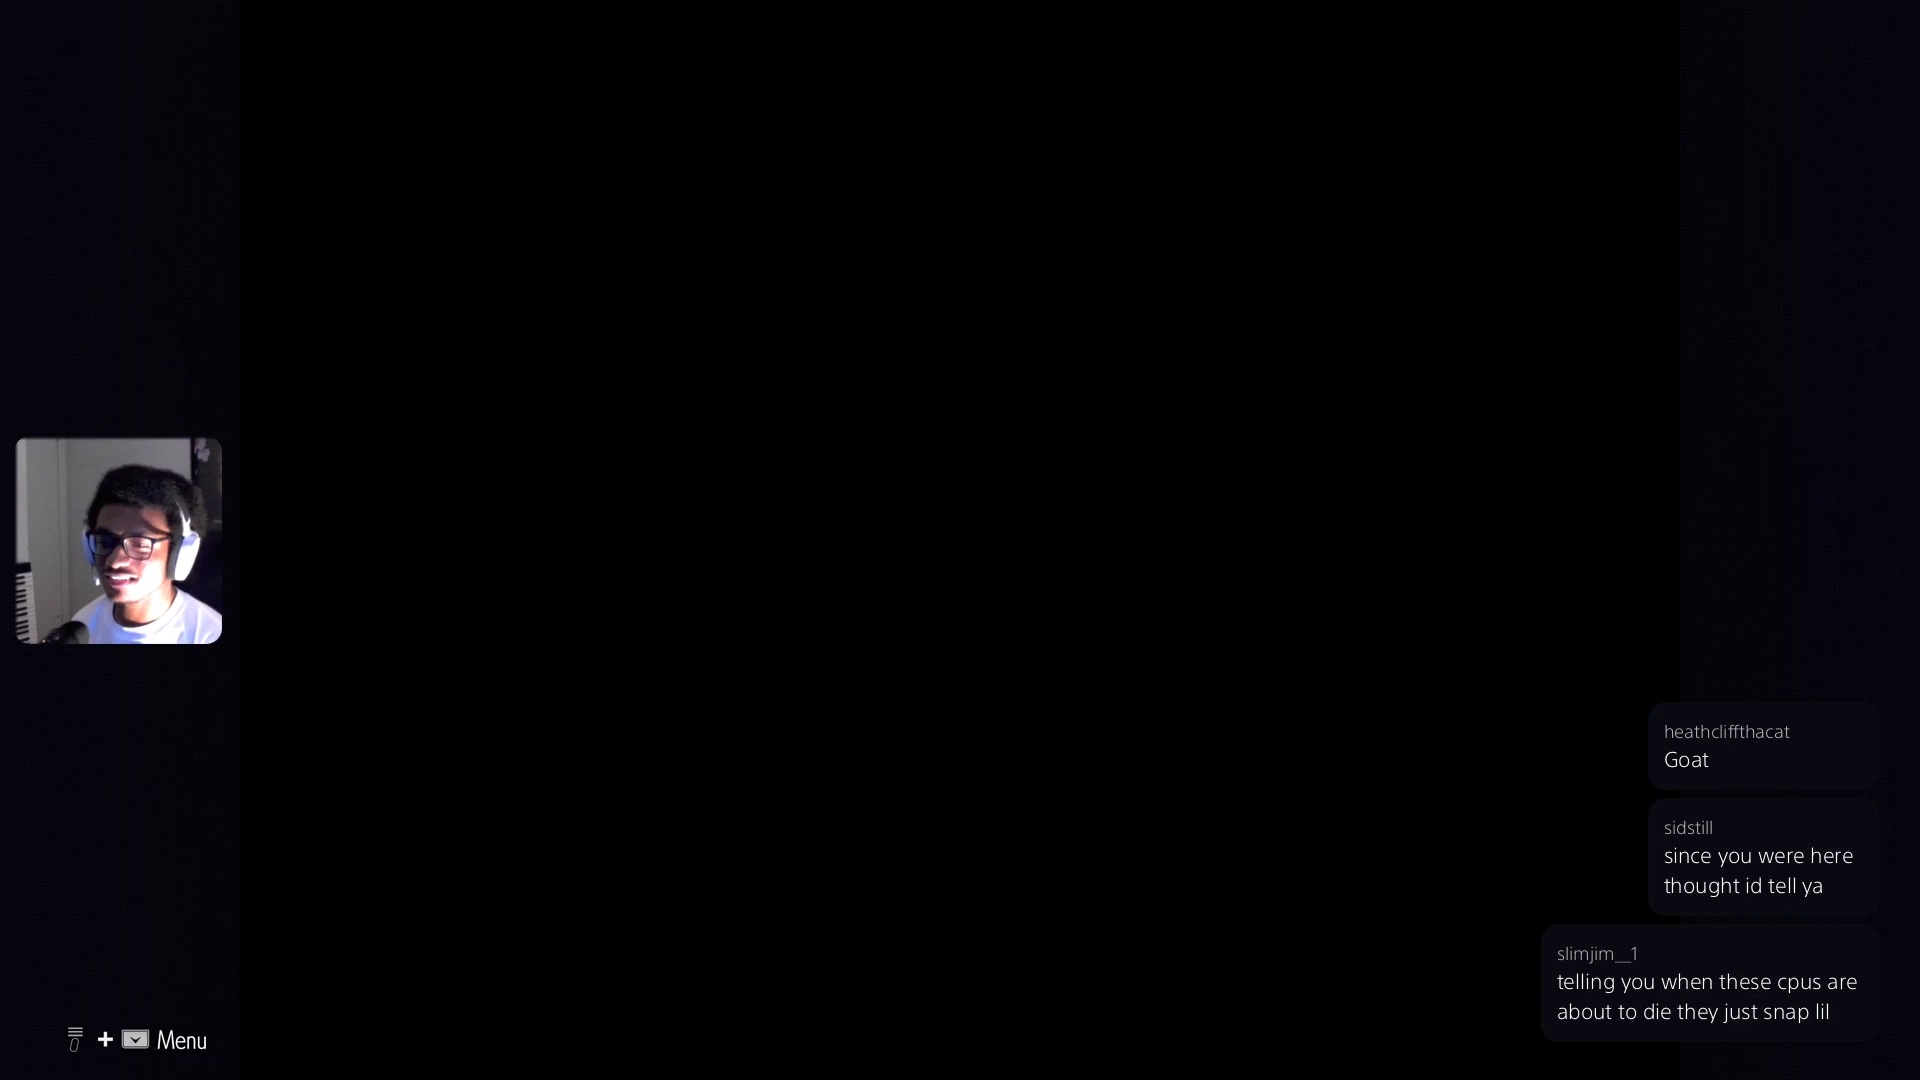 heathcliffthacat
Goat
sidstill
since you were here
thought id tell ya
slimjim__1
telling you when these cpus are
about to die they just snap lil
0 + Menu